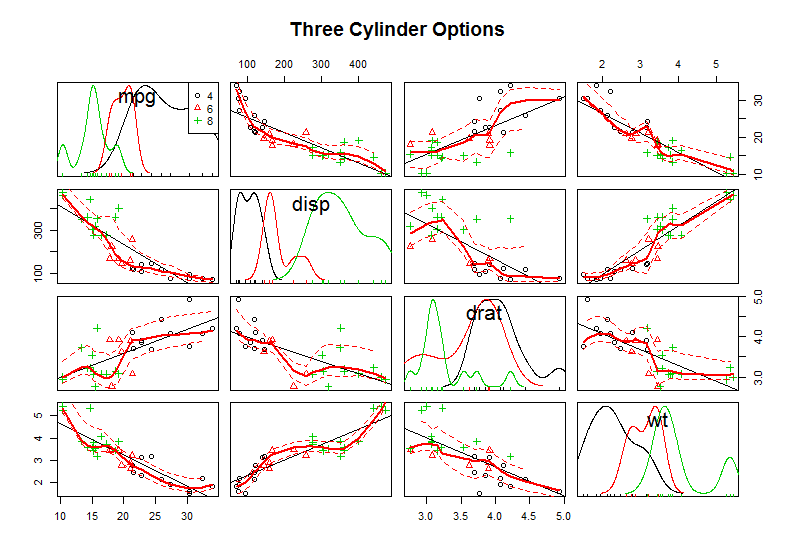 Three Cylinder Options
100 200 300 400
2 3 4 5
mpg
4
6
8
10 20 30
disp
100 300
drat
3.0 4.0 5.0
wt
2 3 4 5
10 15 20 25 30
3.0 3.5 4.0 4.5 5.0